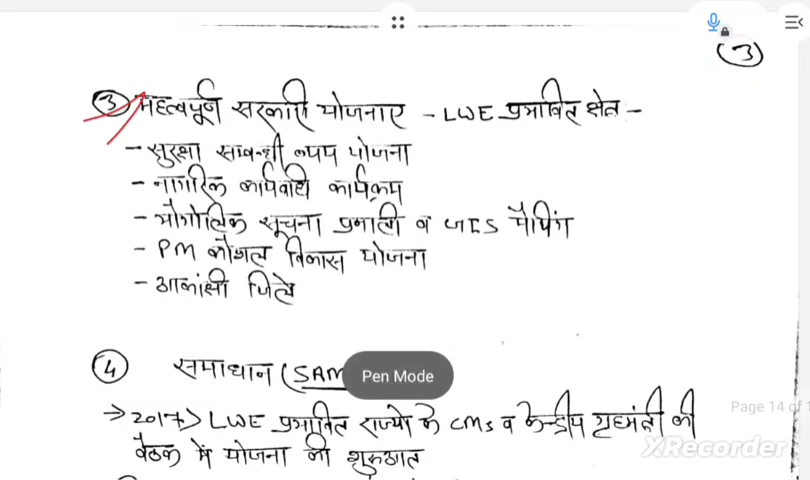 (3)
③ महत्वपूर्ण सरकारी योजनाए - LWE प्रभावित क्षेत्र -
- सुरक्षा सम्बन्धी व्यय योजना
- नागरिक कार्यवाही कार्यक्रम
- भौगोलिक सूचना प्रणाली व GIS मैपिंग
- PM कौशल विकास योजना
- आकांक्षी जिले
④ समाधान (SAM
Pen Mode
→ 2017 > LWE प्रभावित राज्यो के CMs व केन्द्रीय गृहमंत्री की
Page 14 of 1
बैठक में योजना की शुरुआत
XRecorder